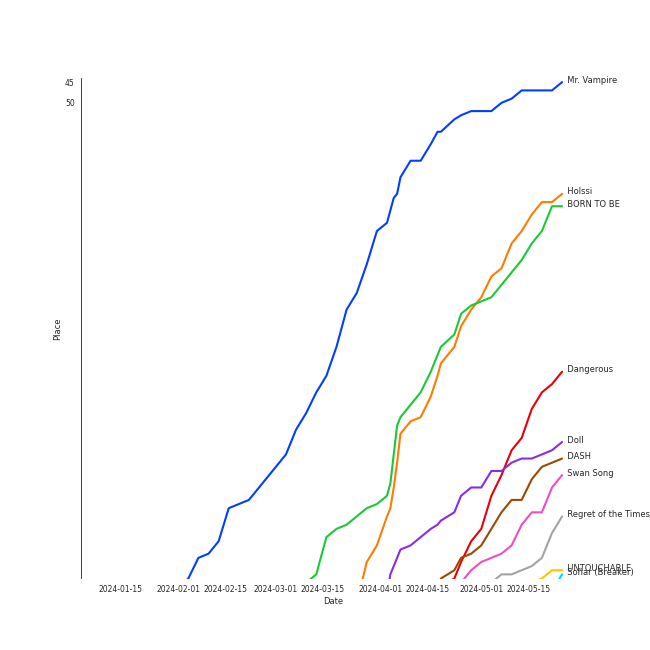 45
50
Mr. Vampire
Holssi
BORN TO BE
Dangerous
Doll
DASH
Swan Song
Regret of the Times
UNTOUCHABLE
Sonar (Breaker)
Place
2024-01-15
2024-02-01
2024-02-15
2024-03-01
2024-03-15
2024-04-01
2024-04-15
2024-05-01
2024-05-15
Date